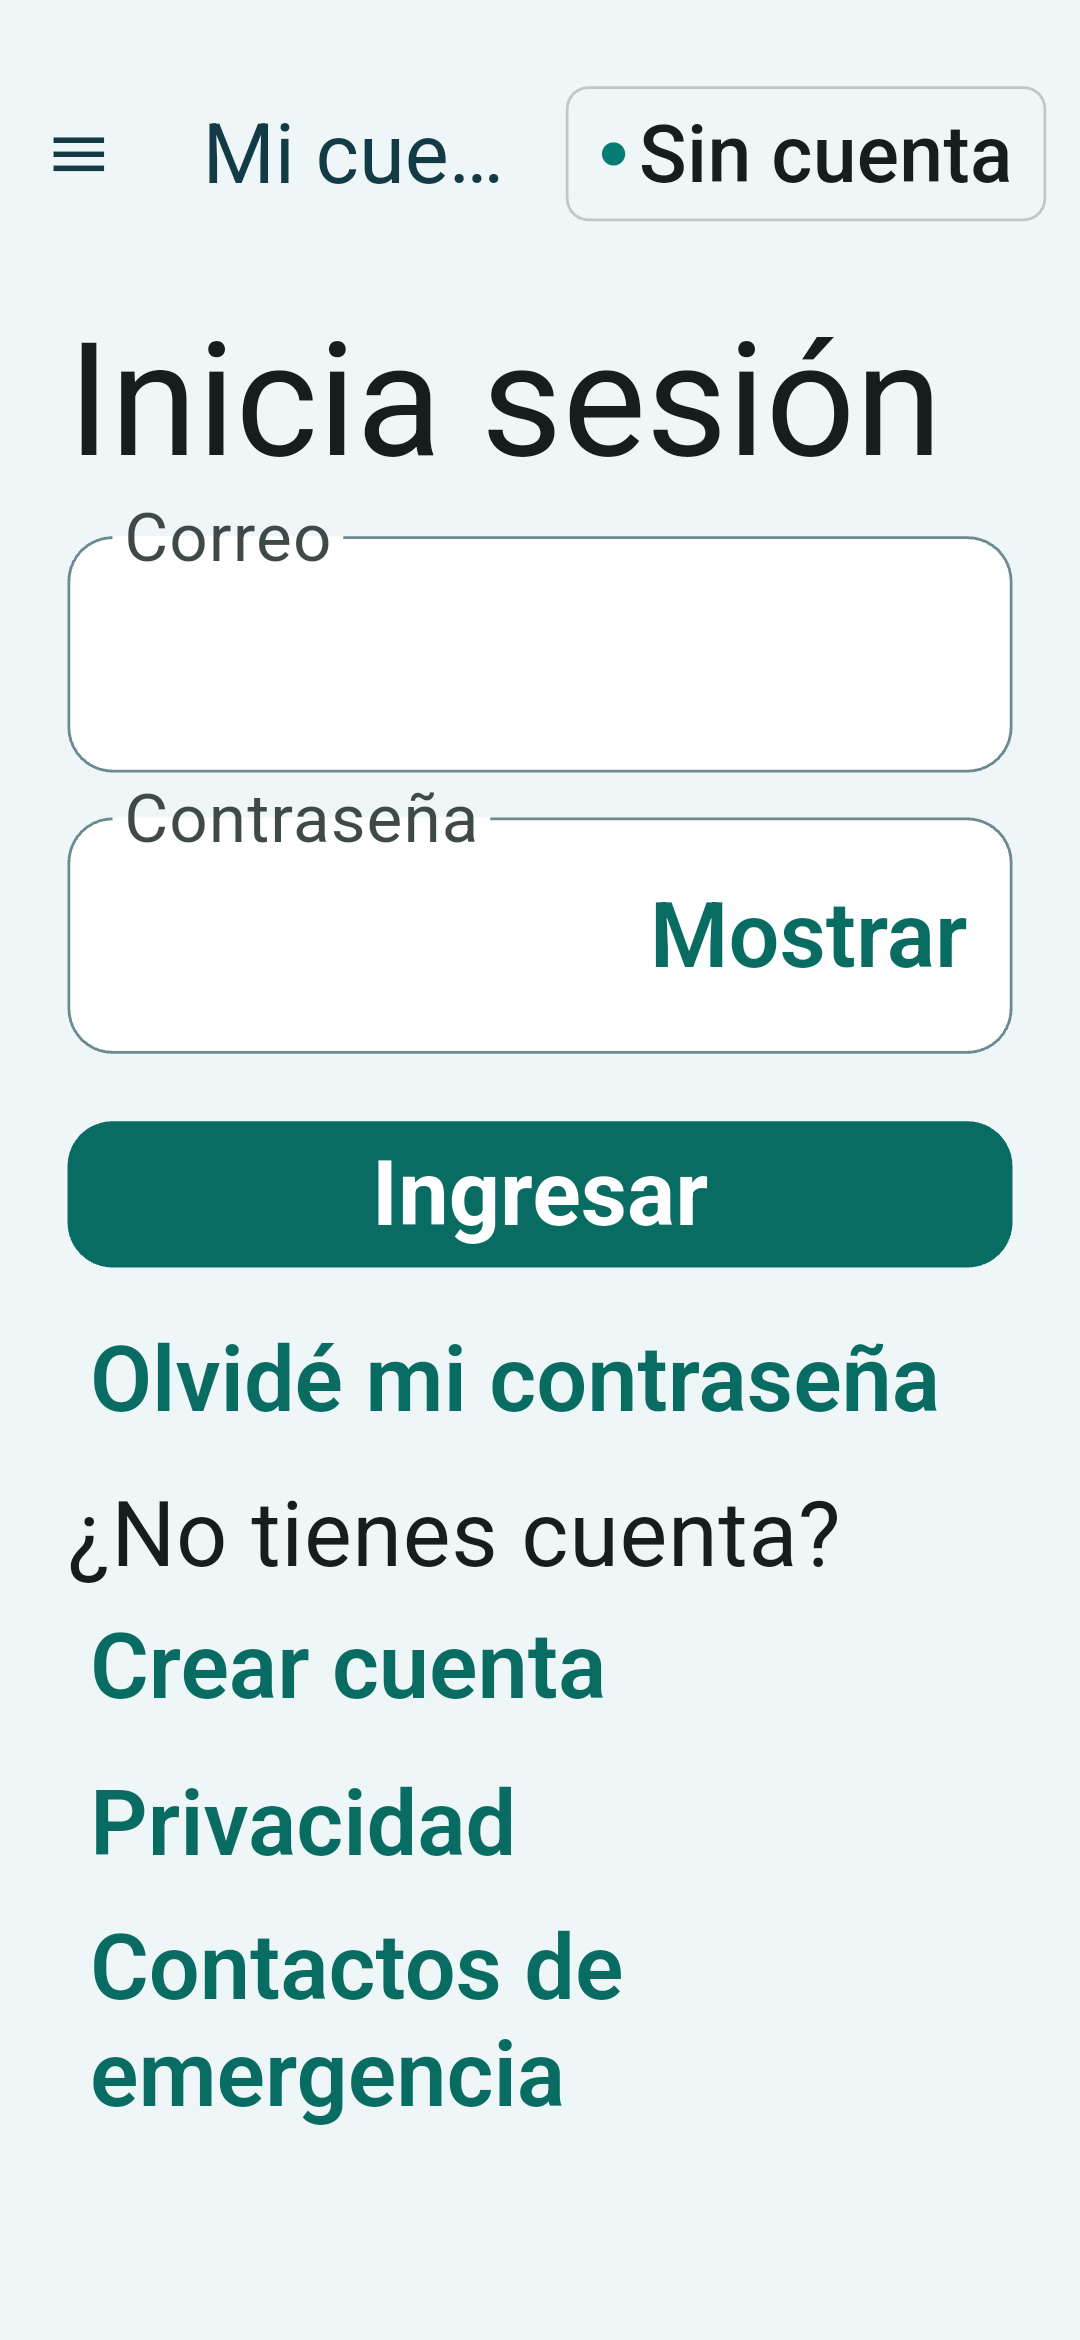 Mi cue...
Sin cuenta
Inicia sesión
Correo
Contraseña
Mostrar
Ingresar
Olvidé mi contraseña
¿No tienes cuenta?
Crear cuenta
Privacidad
Contactos de
emergencia